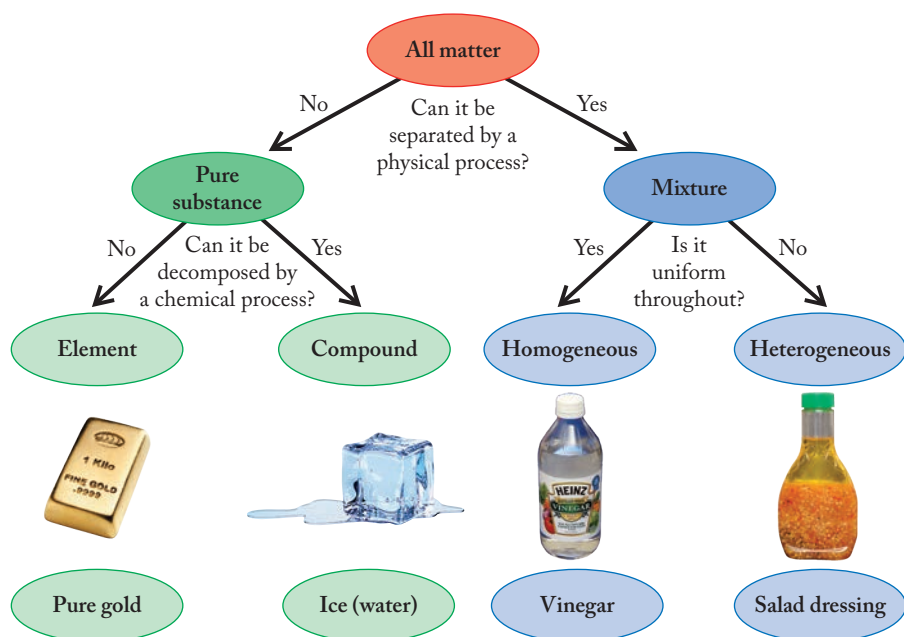 All matter
No
Can it be
separated by a
physical process?
Yes
Pure
substance
Mixture
No
Can it be
decomposed by
a chemical process?
Yes
Yes
Is it
uniform
throughout?
No
Element
Compound
Homogeneous
Heterogeneous
1 Kilo
FINE GOLD
.9999
HEINZ
VINEGAR
Pure gold
Ice (water)
Vinegar
Salad dressing